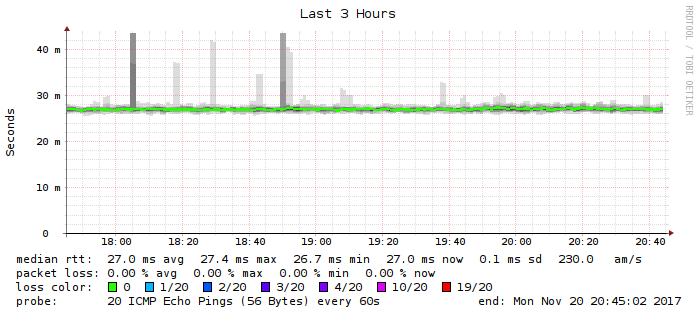 Last 3 Hours
RRDTOOL / TOBI OETIKER
Seconds
40 m
30 m
20 m
10 m
0
18:00 18:20 18:40 19:00 19:20 19:40 20:00 20:20 20:40
median rtt: 27.0 ms avg 27.4 ms max 26.7 ms min 27.0 ms now 0.1 ms sd 230.0 am/s
packet loss: 0.00 % avg 0.00 % max 0.00 % min 0.00 % now
loss color: 0 1/20 2/20 3/20 4/20 10/20 19/20
probe: 20 ICMP Echo Pings (56 Bytes) every 60s end: Mon Nov 20 20:45:02 2017